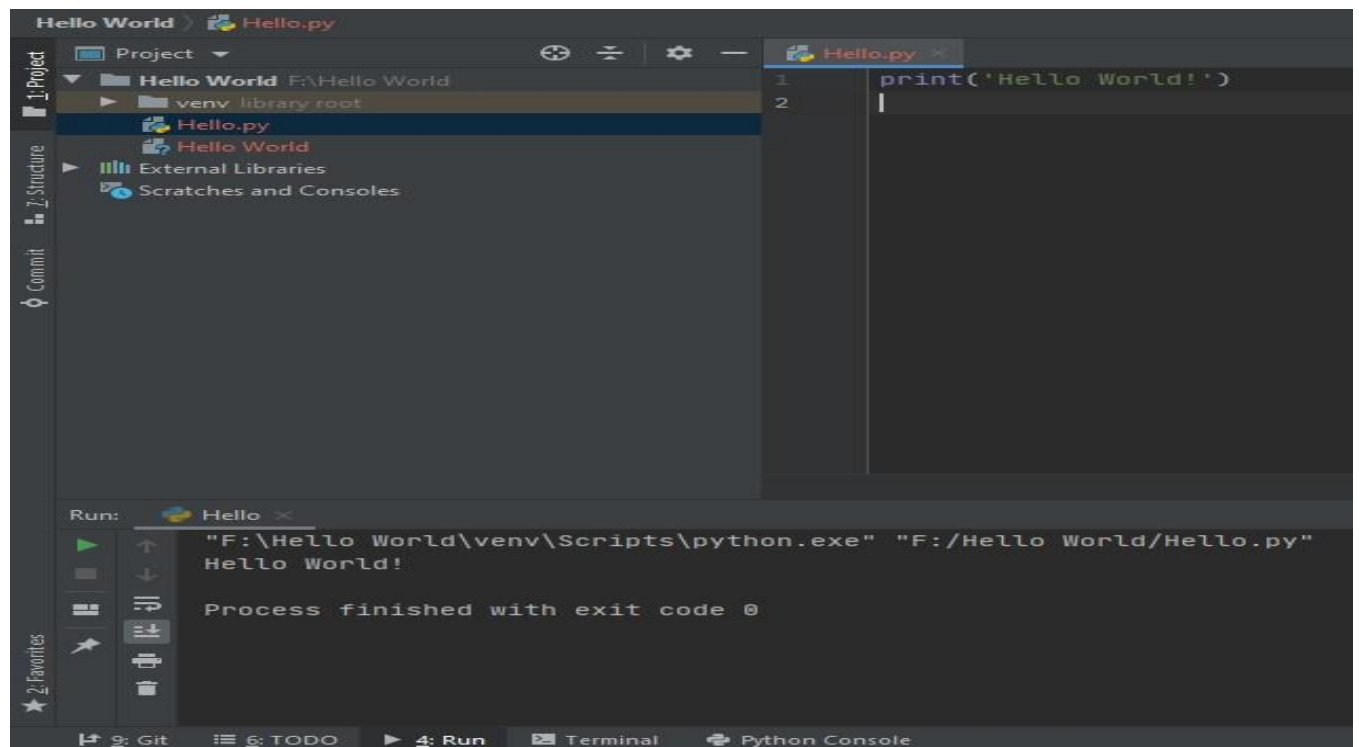 Hello World Hello.py
1: Project
Project
Hello World F:\Hello World
venv library root
Hello.py
Hello World
External Libraries
Scratches and Consoles
7: Structure
Commit
Hello.py
1 print('Hello World!')
2
Run: Hello
"F:\Hello World\venv\Scripts\python.exe" "F:/Hello World/Hello.py"
Hello World!
Process finished with exit code 0
2: Favorites
9: Git 6: TODO 4: Run Terminal Python Console